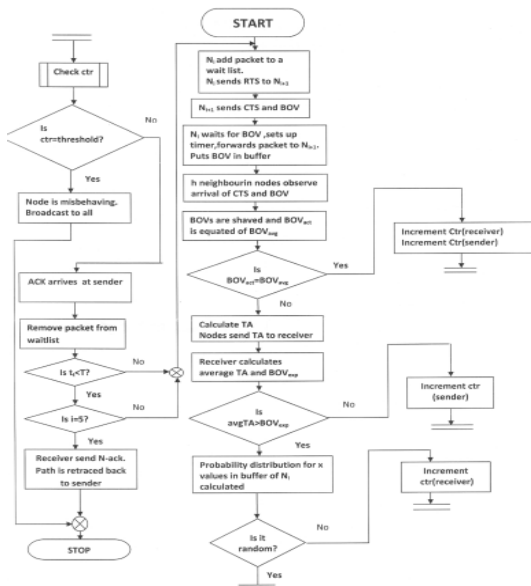 START
Check ctr
Is
ctr=threshold?
No
Yes
Node is misbehaving.
Broadcast to all
ACK arrives at sender
Remove packet from
waitlist
Is tₛ<T?
No
Yes
Is i=5?
No
Yes
Receiver send N-ack.
Path is retraced back
to sender
STOP
Nᵢ add packet to a
wait list.
Nᵢ sends RTS to Nᵢ₊₁
Nᵢ₊₁ sends CTS and BOV
Nᵢ waits for BOV ,sets up
timer,forwards packet to Nᵢ₊₁.
Puts BOV in buffer
h neighbourin nodes observe
arrival of CTS and BOV
BOVs are shaved and BOVact
is equated of BOVavg
Is
BOVact=BOVavg
Yes
Increment Ctr(receiver)
Increment Ctr(sender)
No
Calculate TA
Nodes send TA to receiver
Receiver calculates
average TA and BOVexp
Is
avgTA>BOVexp
No
Increment ctr
(sender)
Yes
Probability distribution for x
values in buffer of Nᵢ
calculated
Is it
random?
No
Increment
ctr(receiver)
Yes